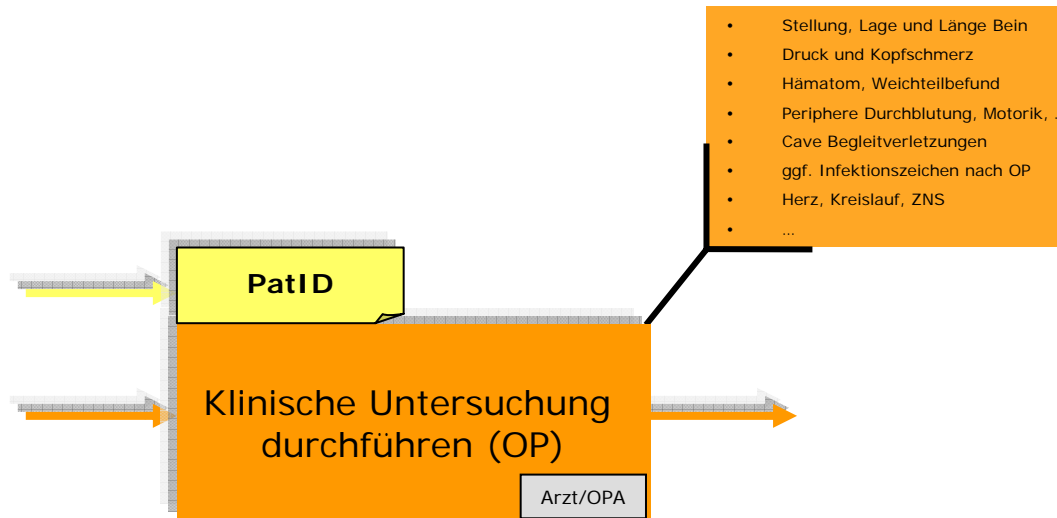 • Stellung, Lage und Länge Bein
• Druck und Kopfschmerz
• Hämatom, Weichteilbefund
• Periphere Durchblutung, Motorik, .
• Cave Begleitverletzungen
• ggf. Infektionszeichen nach OP
• Herz, Kreislauf, ZNS
• ...
PatID
Klinische Untersuchung
durchführen (OP)
Arzt/OPA